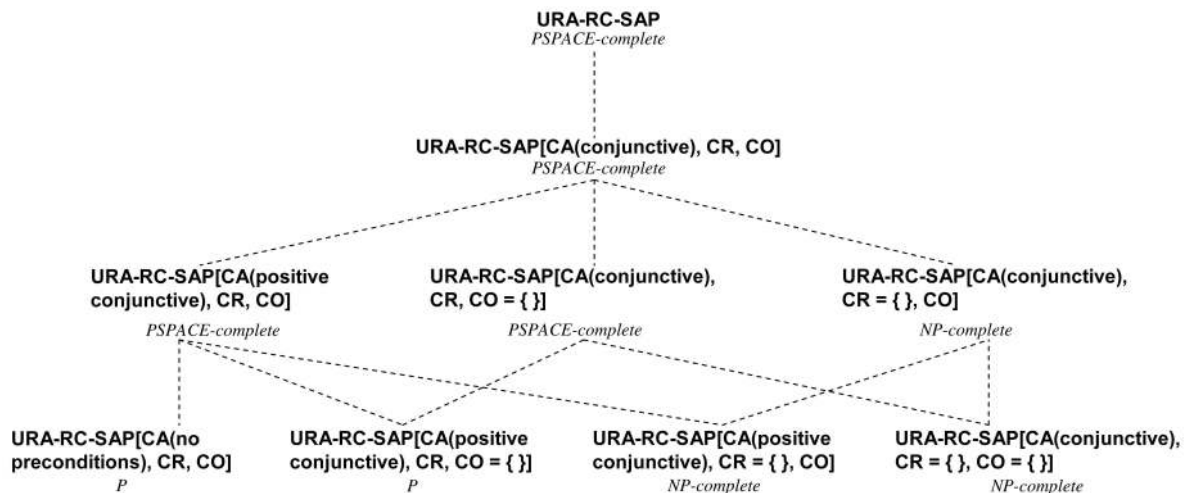 URA-RC-SAP
PSPACE-complete
URA-RC-SAP[CA(conjunctive), CR, CO]
PSPACE-complete
URA-RC-SAP[CA(positive
conjunctive), CR, CO]
PSPACE-complete
URA-RC-SAP[CA(conjunctive),
CR, CO = { }]
PSPACE-complete
URA-RC-SAP[CA(conjunctive),
CR = { }, CO]
NP-complete
URA-RC-SAP[CA(no
preconditions), CR, CO]
P
URA-RC-SAP[CA(positive
conjunctive), CR, CO = { }]
P
URA-RC-SAP[CA(positive
conjunctive), CR = { }, CO]
NP-complete
URA-RC-SAP[CA(conjunctive),
CR = { }, CO = { }]
NP-complete